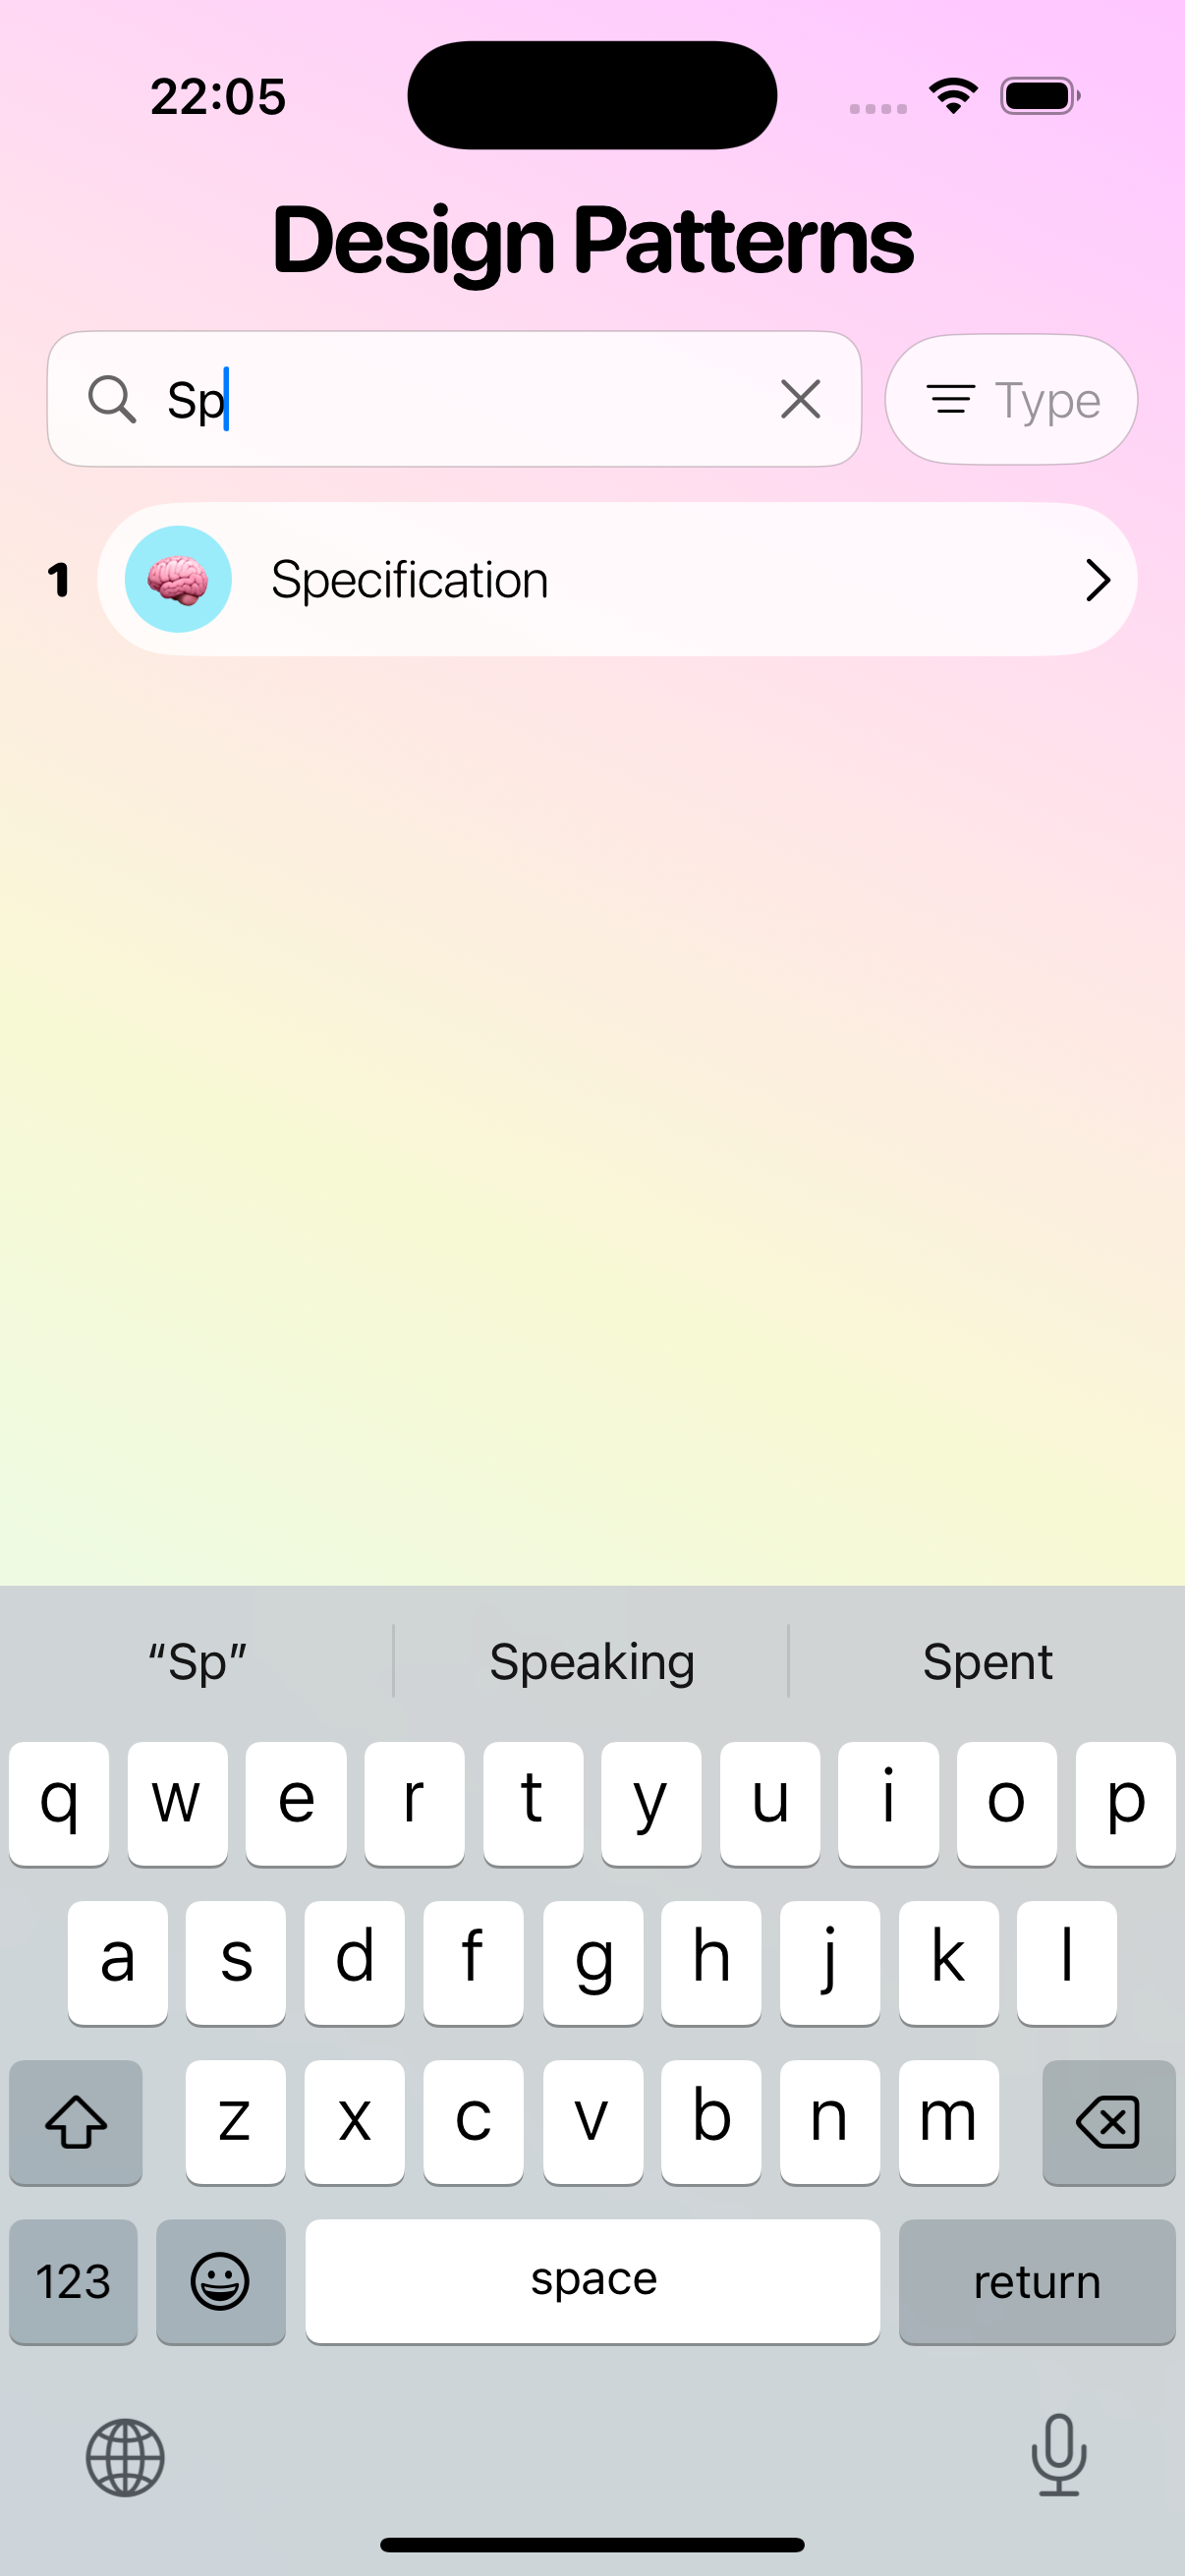 22:05
Design Patterns
Sp
Type
1 Specification
“Sp” Speaking Spent
q w e r t y u i o p
a s d f g h j k l
z x c v b n m
123 space return